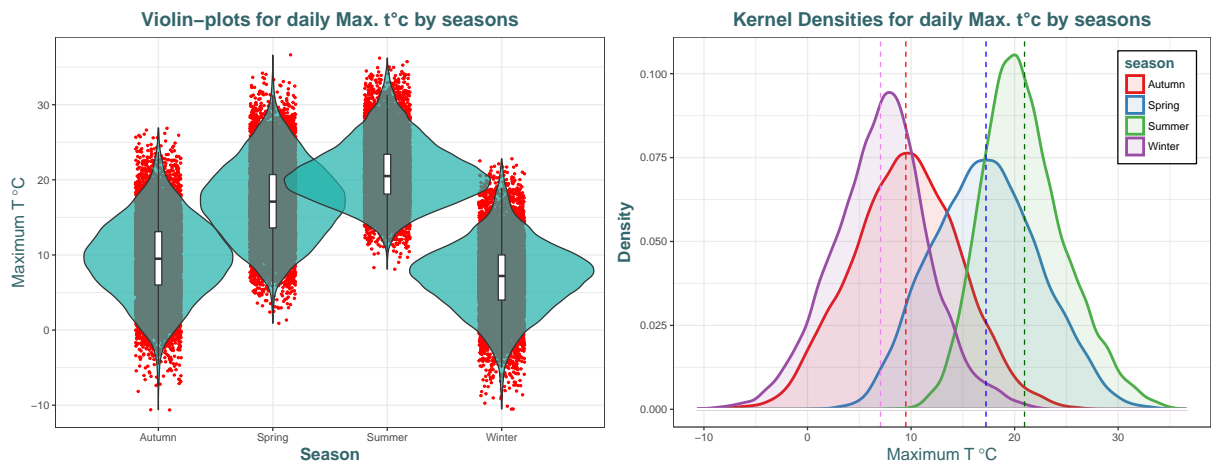 Violin−plots for daily Max. t°c by seasons
Maximum T °C
30
20
10
0
−10
Autumn Spring Summer Winter
Season
Kernel Densities for daily Max. t°c by seasons
Density
0.100
0.075
0.050
0.025
0.000
season
Autumn
Spring
Summer
Winter
−10 0 10 20 30
Maximum T °C